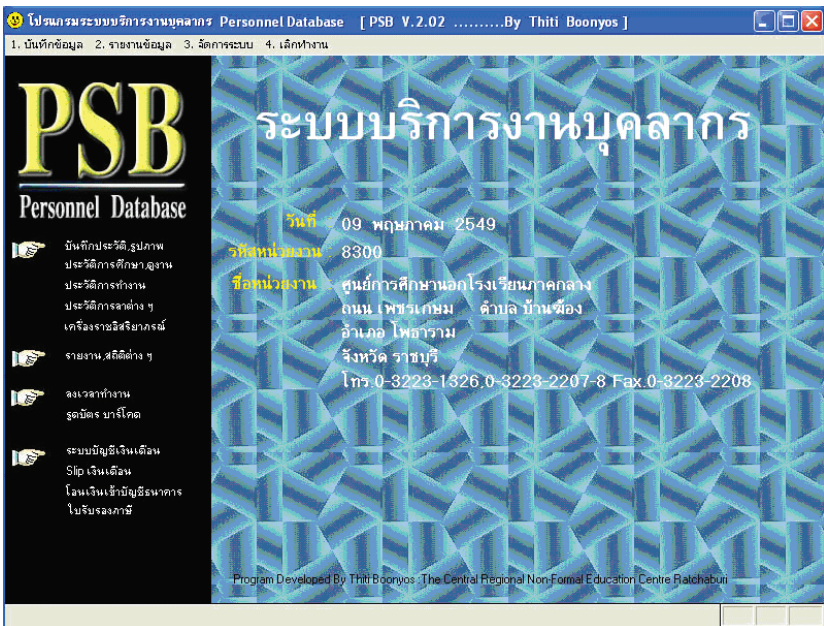 โปรแกรมระบบบริการงานบุคลากร Personnel Database [ PSB V.2.02 ..........By Thiti Boonyos ]
1. บันทึกข้อมูล 2. รายงานข้อมูล 3. จัดการระบบ 4. เลิกทำงาน
PSB
Personnel Database
บันทึกประวัติ,รูปภาพ
ประวัติการศึกษา,ดูงาน
ประวัติการทำงาน
ประวัติการลาต่าง ๆ
เครื่องราชอิสริยาภรณ์
รายงาน,สถิติต่าง ๆ
ลงเวลาทำงาน
รูดบัตร บาร์โคด
ระบบบัญชีเงินเดือน
Slip เงินเดือน
โอนเงินเข้าบัญชีธนาคาร
ใบรับรองภาษี
ระบบบริการงานบุคลากร
วันที่ : 09 พฤษภาคม 2549
รหัสหน่วยงาน : 8300
ชื่อหน่วยงาน : ศูนย์การศึกษานอกโรงเรียนภาคกลาง
ถนน เพชรเกษม ตำบล บ้านฆ้อง
อำเภอ โพธาราม
จังหวัด ราชบุรี
โทร.0-3223-1326,0-3223-2207-8 Fax.0-3223-2208
Program Developed By Thiti Boonyos :The Central Regional Non-Formal Education Centre Ratchaburi